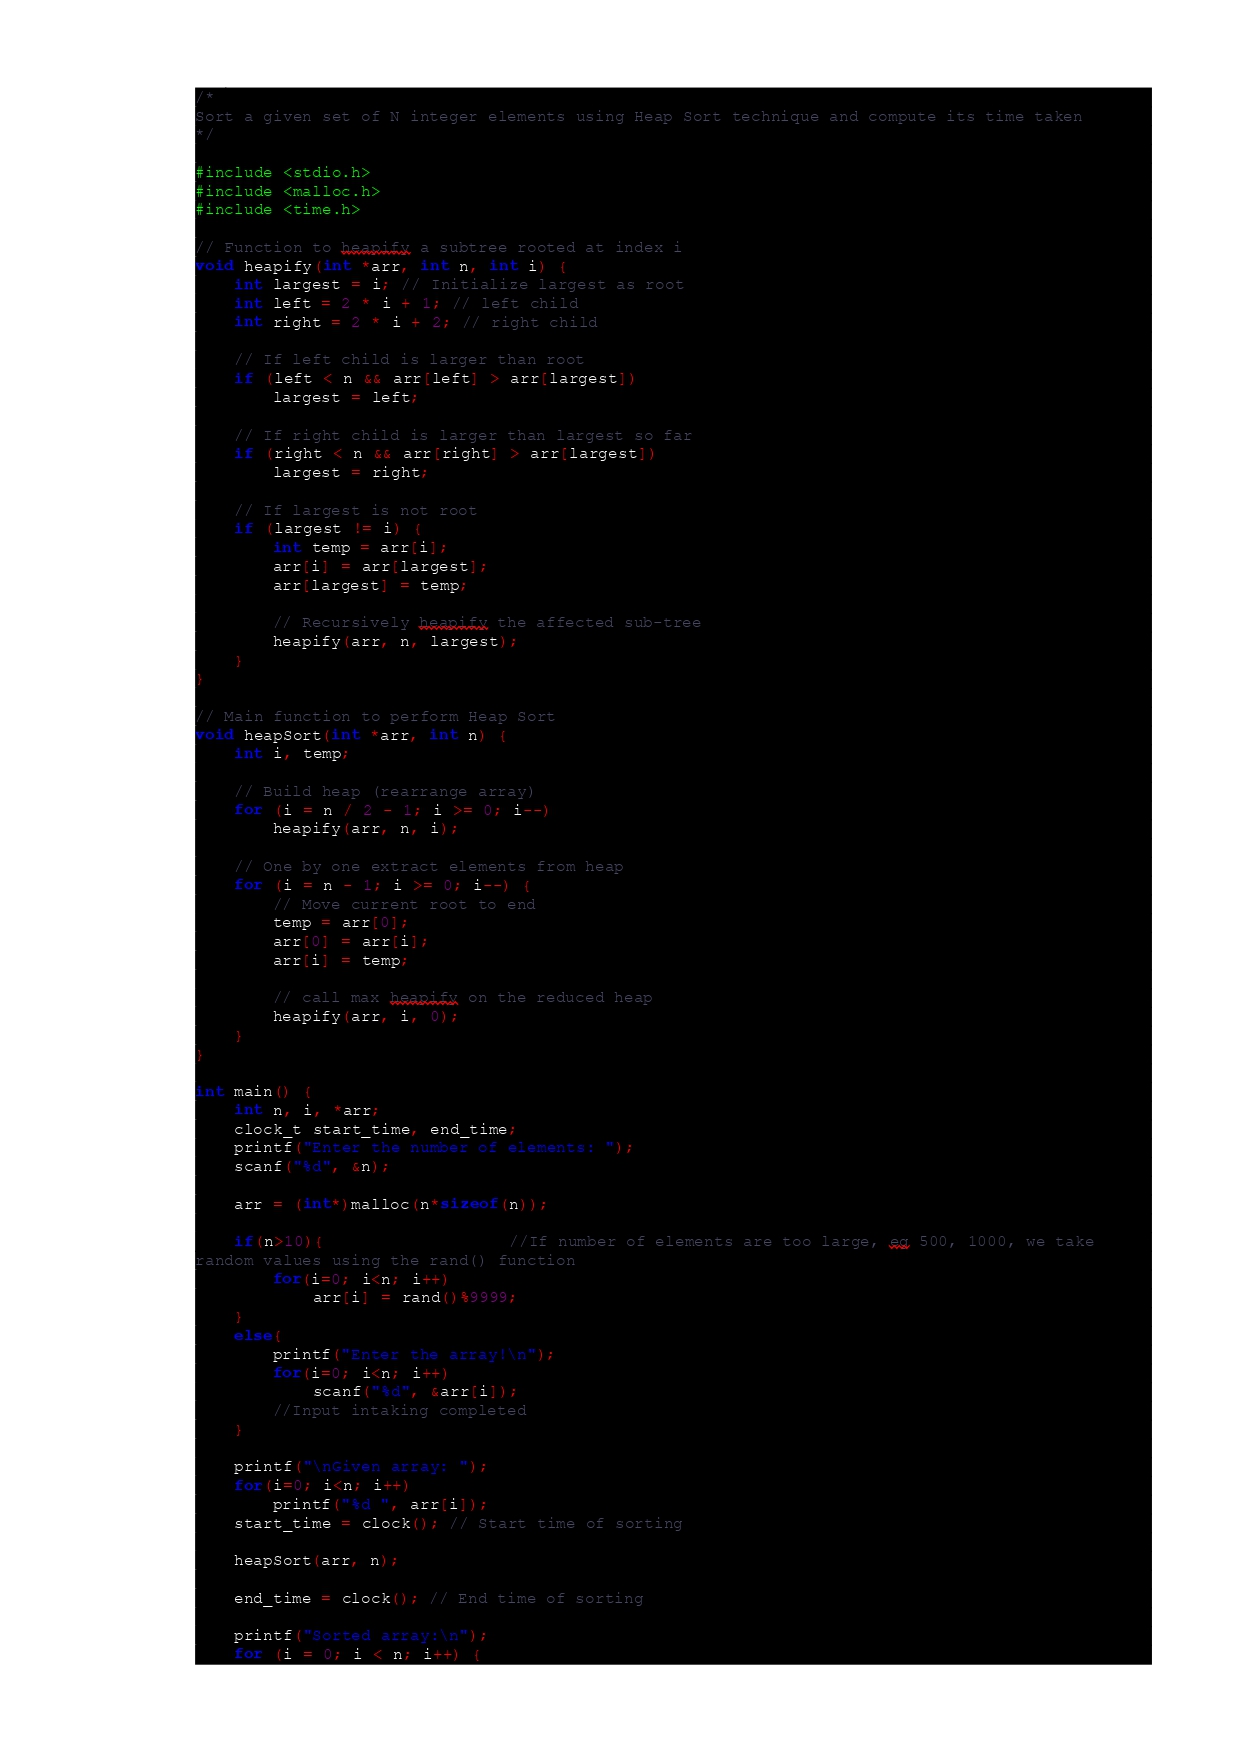 /*
Sort a given set of N integer elements using Heap Sort technique and compute its time taken
*/
#include <stdio.h>
#include <malloc.h>
#include <time.h>
// Function to heapify a subtree rooted at index i
void heapify(int *arr, int n, int i) {
    int largest = i; // Initialize largest as root
    int left = 2 * i + 1; // left child
    int right = 2 * i + 2; // right child
    // If left child is larger than root
    if (left < n && arr[left] > arr[largest])
        largest = left;
    // If right child is larger than largest so far
    if (right < n && arr[right] > arr[largest])
        largest = right;
    // If largest is not root
    if (largest != i) {
        int temp = arr[i];
        arr[i] = arr[largest];
        arr[largest] = temp;
        // Recursively heapify the affected sub-tree
        heapify(arr, n, largest);
    }
}
// Main function to perform Heap Sort
void heapSort(int *arr, int n) {
    int i, temp;
    // Build heap (rearrange array)
    for (i = n / 2 - 1; i >= 0; i--)
        heapify(arr, n, i);
    // One by one extract elements from heap
    for (i = n - 1; i >= 0; i--) {
        // Move current root to end
        temp = arr[0];
        arr[0] = arr[i];
        arr[i] = temp;
        // call max heapify on the reduced heap
        heapify(arr, i, 0);
    }
}
int main() {
    int n, i, *arr;
    clock_t start_time, end_time;
    printf("Enter the number of elements: ");
    scanf("%d", &n);
    arr = (int*)malloc(n*sizeof(n));
    if(n>10){                   //If number of elements are too large, eg 500, 1000, we take
random values using the rand() function
        for(i=0; i<n; i++)
            arr[i] = rand()%9999;
    }
    else{
        printf("Enter the array!\n");
        for(i=0; i<n; i++)
            scanf("%d", &arr[i]);
        //Input intaking completed
    }
    printf("\nGiven array: ");
    for(i=0; i<n; i++)
        printf("%d ", arr[i]);
    start_time = clock(); // Start time of sorting
    heapSort(arr, n);
    end_time = clock(); // End time of sorting
    printf("Sorted array:\n");
    for (i = 0; i < n; i++) {